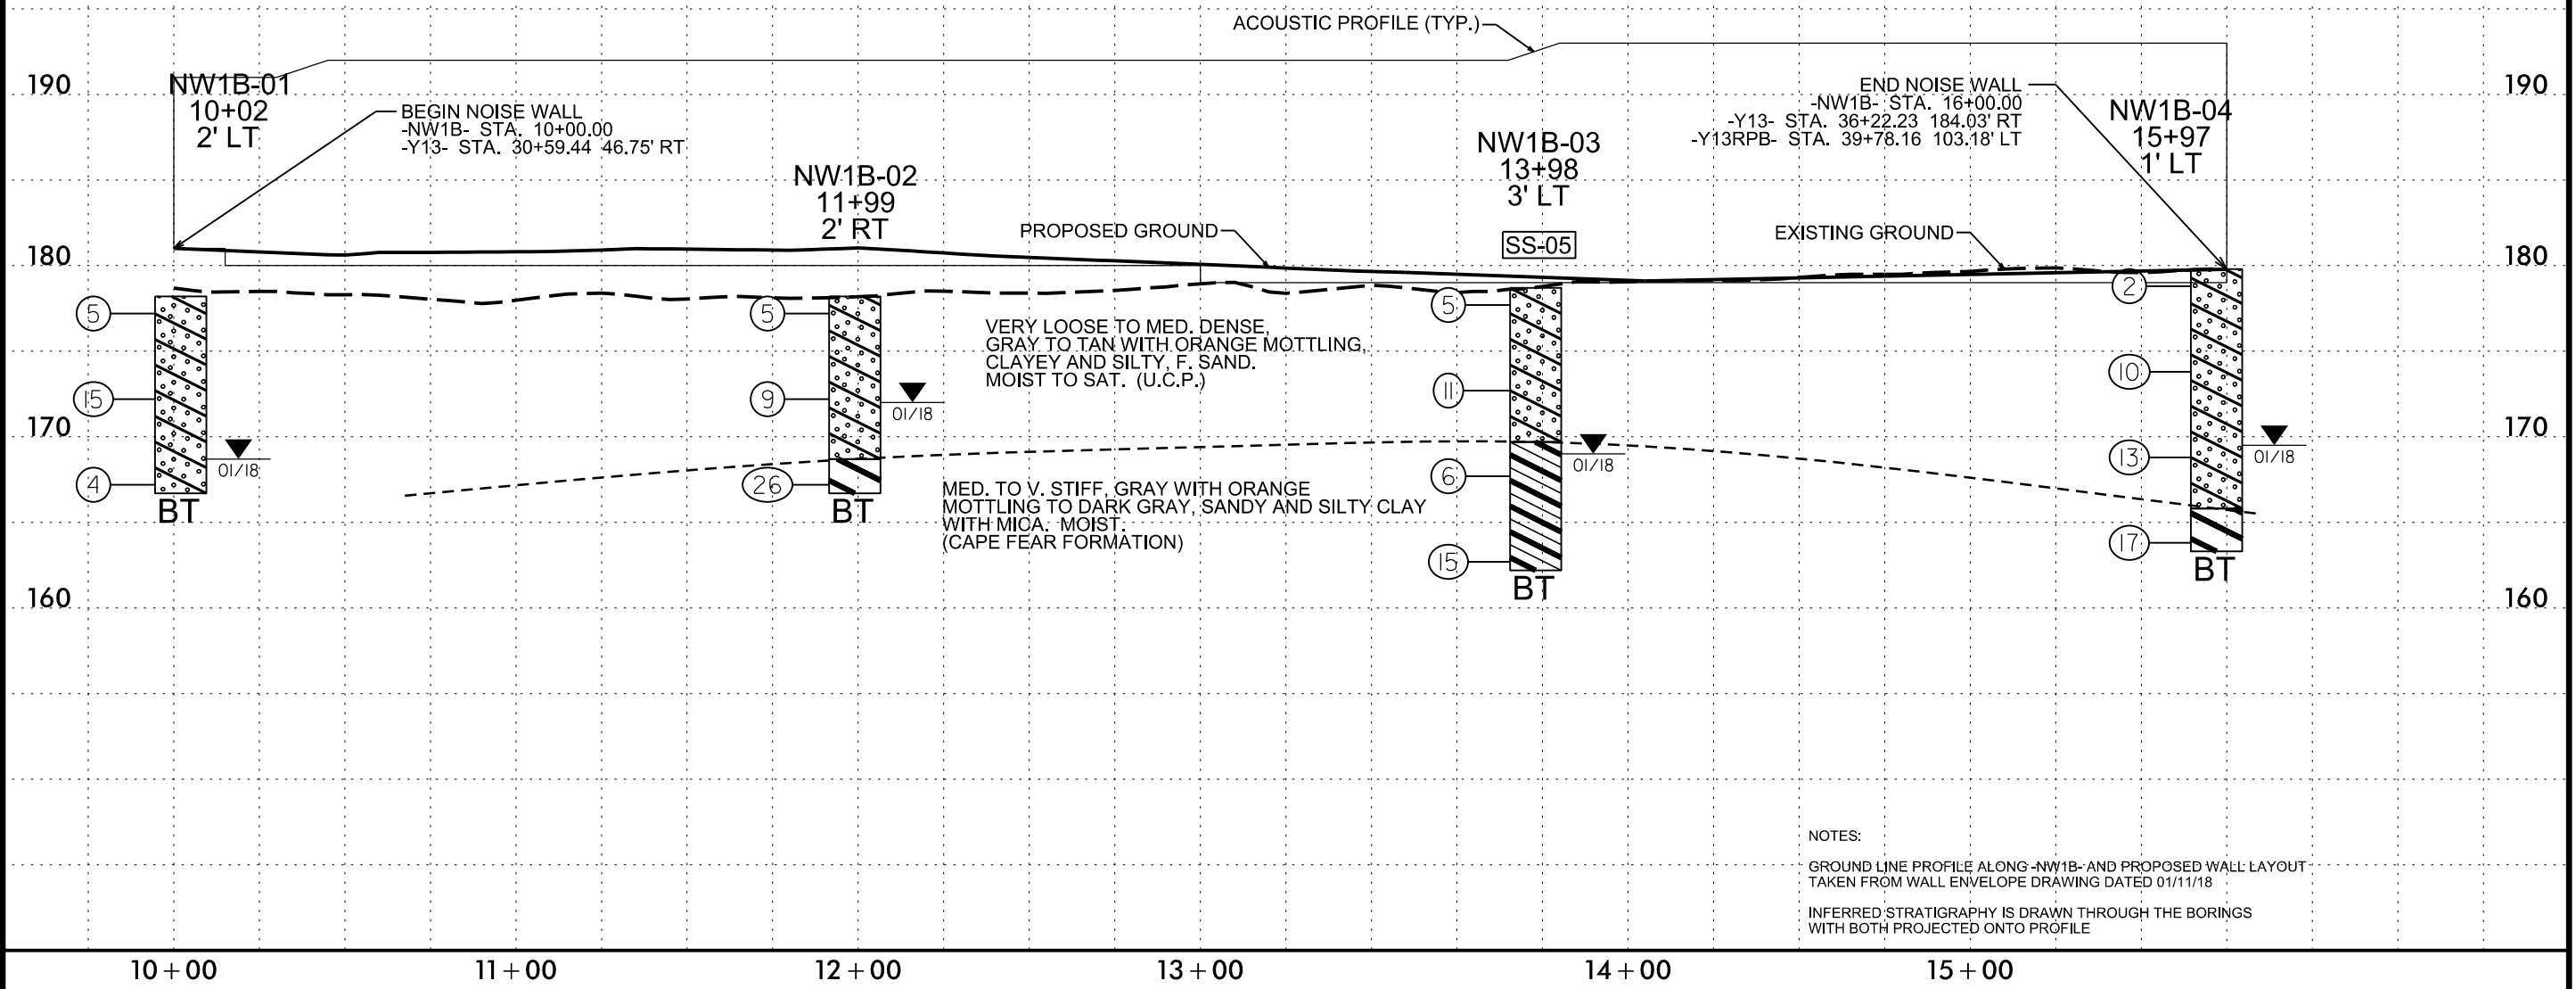 ACOUSTIC PROFILE (TYP.)
190
NW1B-01
10+02
2' LT
BEGIN NOISE WALL
-NW1B- STA. 10+00.00
-Y13- STA. 30+59.44 46.75' RT
END NOISE WALL
-NW1B- STA. 16+00.00
-Y13- STA. 36+22.23 184.03' RT
-Y13RPB- STA. 39+78.16 103.18' LT
NW1B-04
15+97
1' LT
190
NW1B-02
11+99
2' RT
NW1B-03
13+98
3' LT
SS-05
180
PROPOSED GROUND
EXISTING GROUND
180
5
5
5
2
VERY LOOSE TO MED. DENSE,
GRAY TO TAN WITH ORANGE MOTTLING,
CLAYEY AND SILTY, F. SAND.
MOIST TO SAT. (U.C.P.)
15
9
11
10
01/18
170
170
01/18
01/18
01/18
4
26
6
13
BT
BT
MED. TO V. STIFF, GRAY WITH ORANGE
MOTTLING TO DARK GRAY, SANDY AND SILTY CLAY
WITH MICA. MOIST.
(CAPE FEAR FORMATION)
15
17
BT
BT
160
160
NOTES:
GROUND LINE PROFILE ALONG -NW1B- AND PROPOSED WALL LAYOUT
TAKEN FROM WALL ENVELOPE DRAWING DATED 01/11/18
INFERRED STRATIGRAPHY IS DRAWN THROUGH THE BORINGS
WITH BOTH PROJECTED ONTO PROFILE
10+00
11+00
12+00
13+00
14+00
15+00